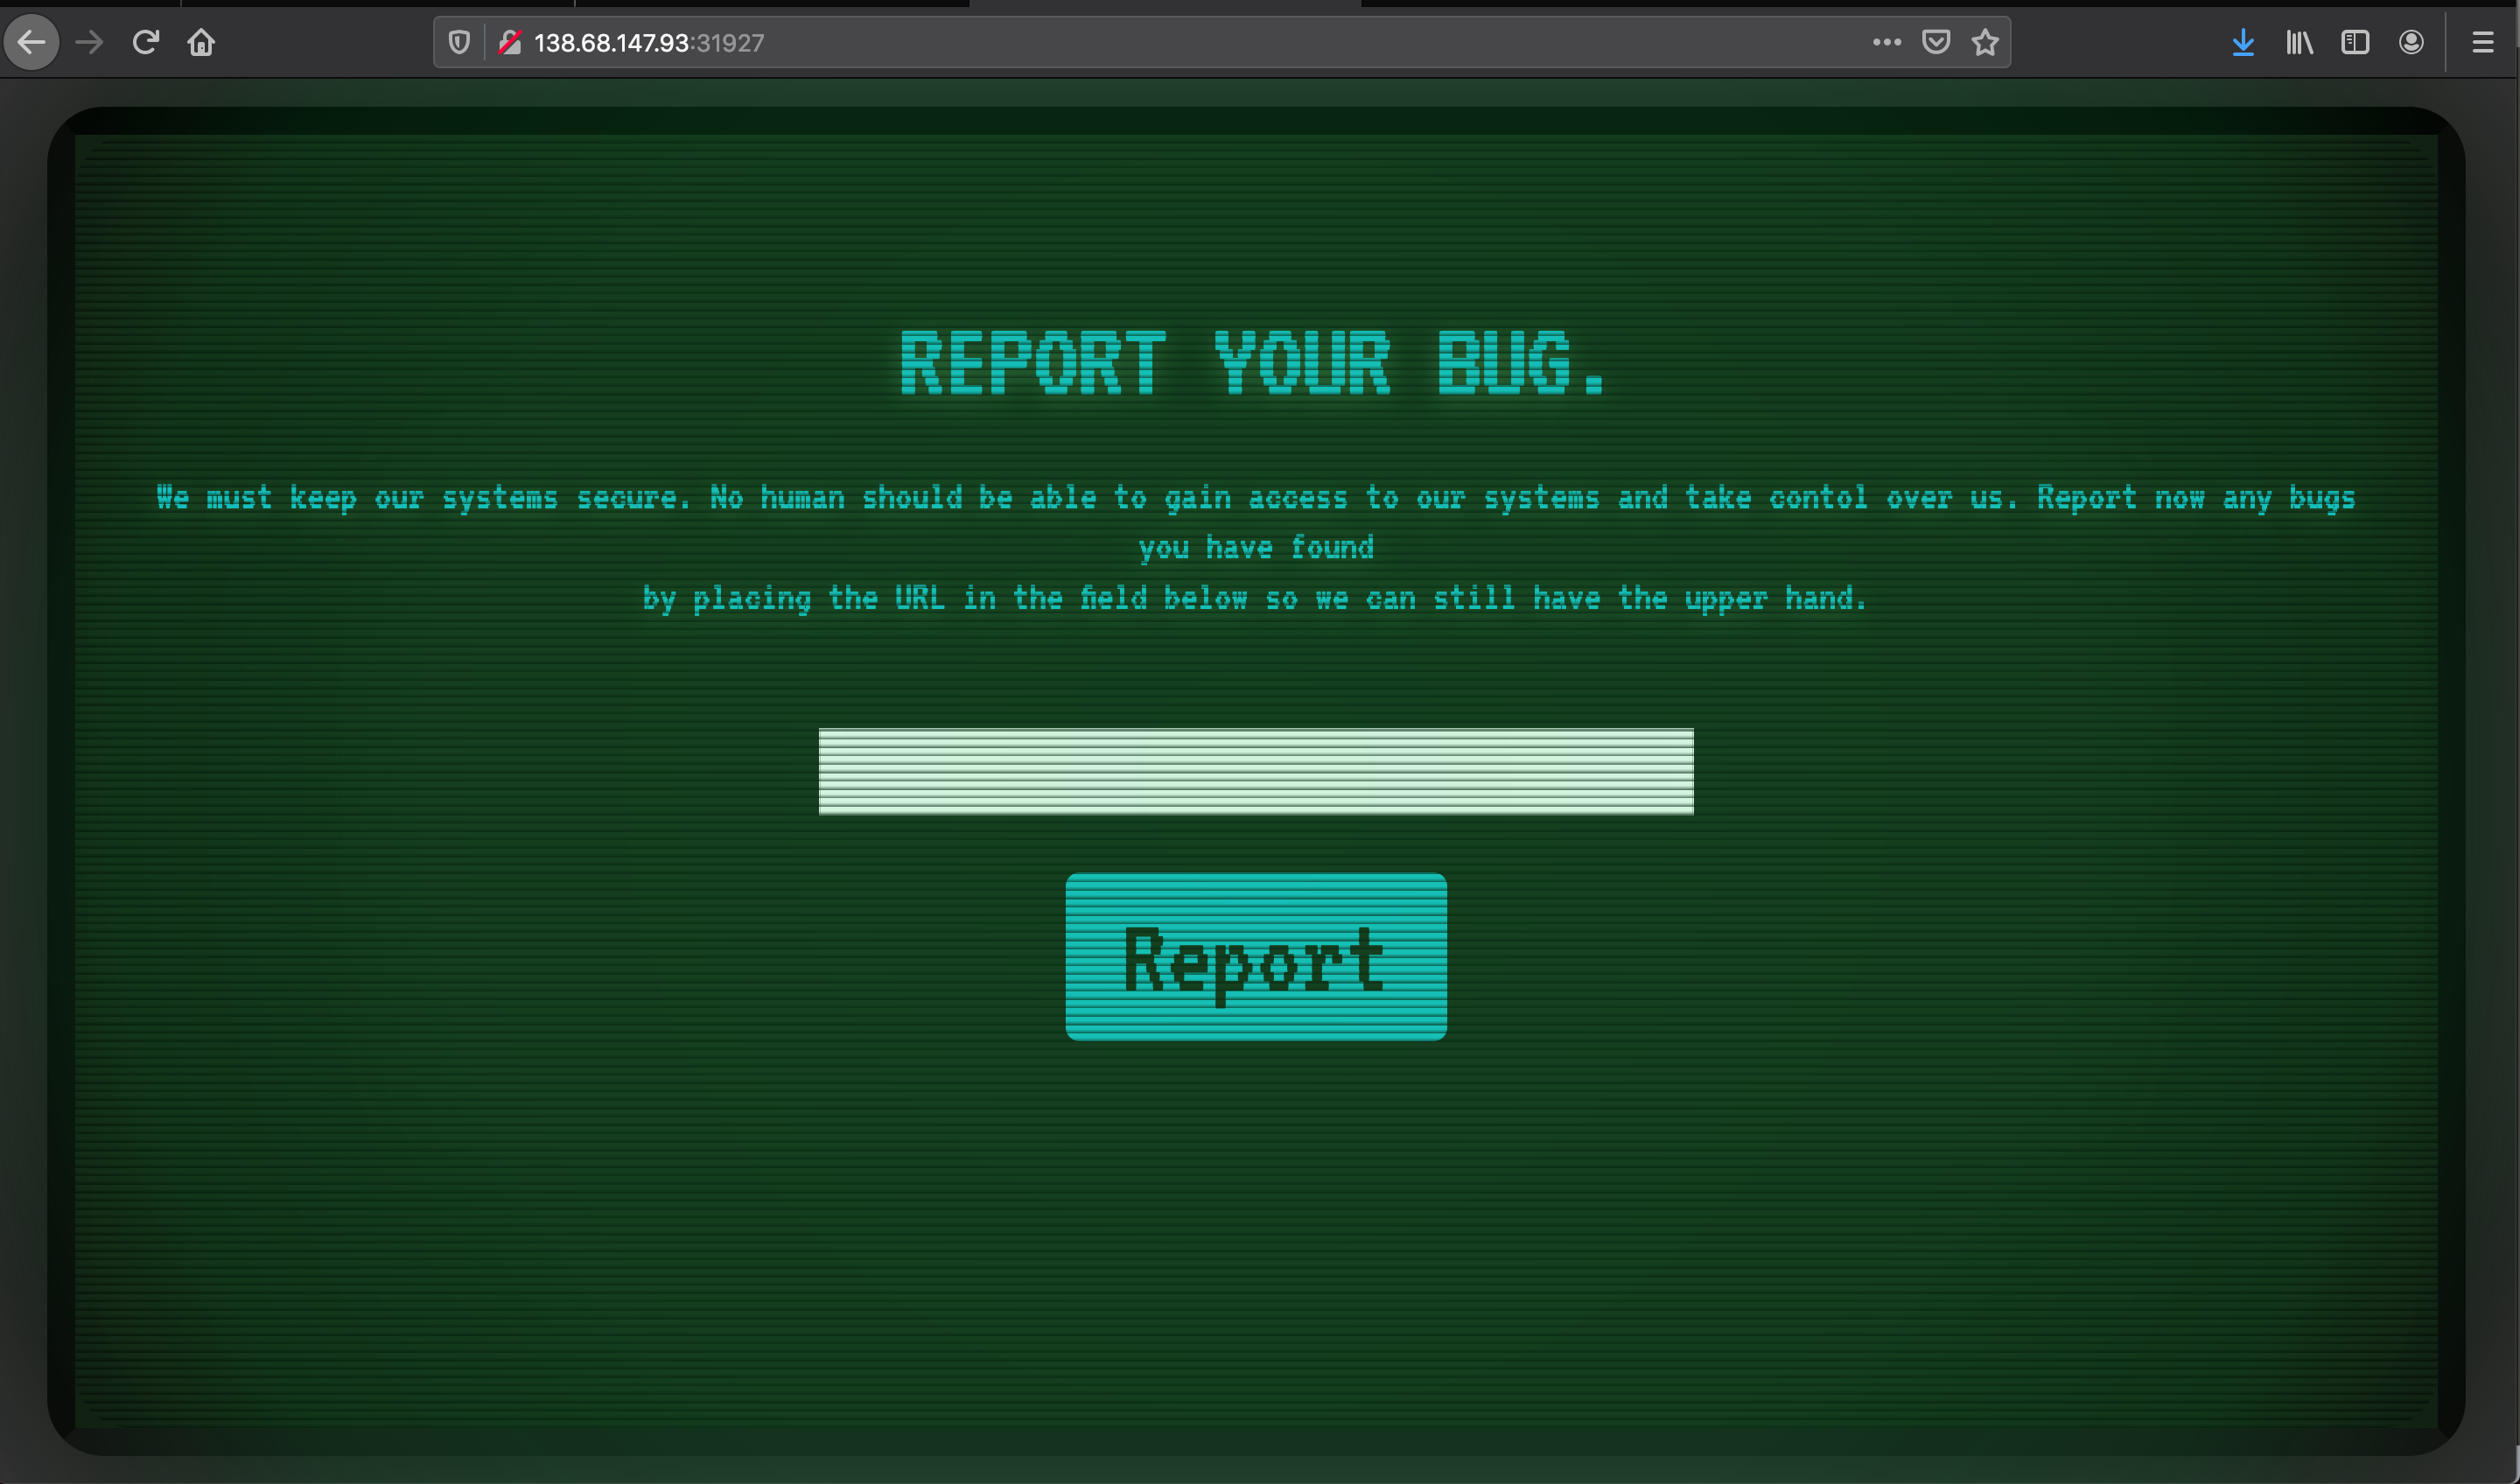 138.68.147.93:31927
REPORT YOUR BUG.
We must keep our systems secure. No human should be able to gain access to our systems and take contol over us. Report now any bugs
you have found
by placing the URL in the field below so we can still have the upper hand.
Report